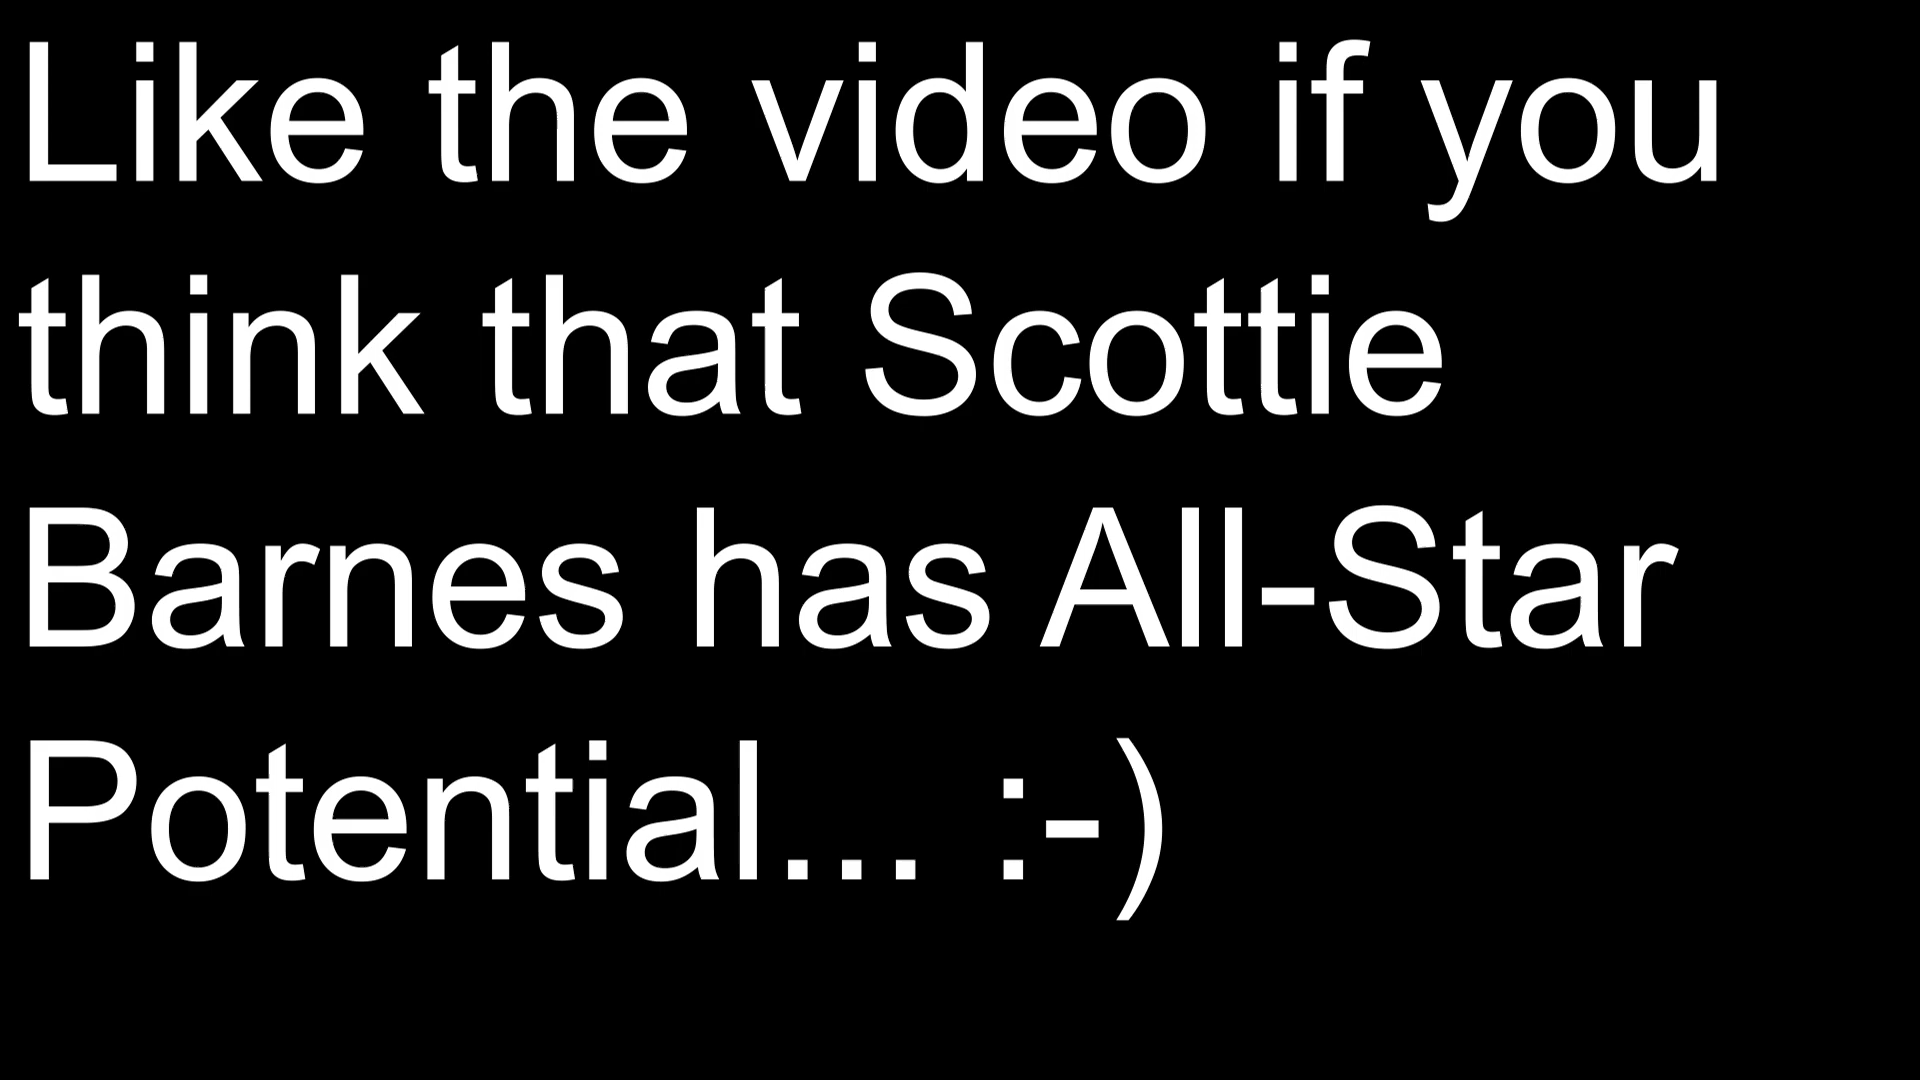 Like the video if you
think that Scottie
Barnes has All-Star
Potential... :-)